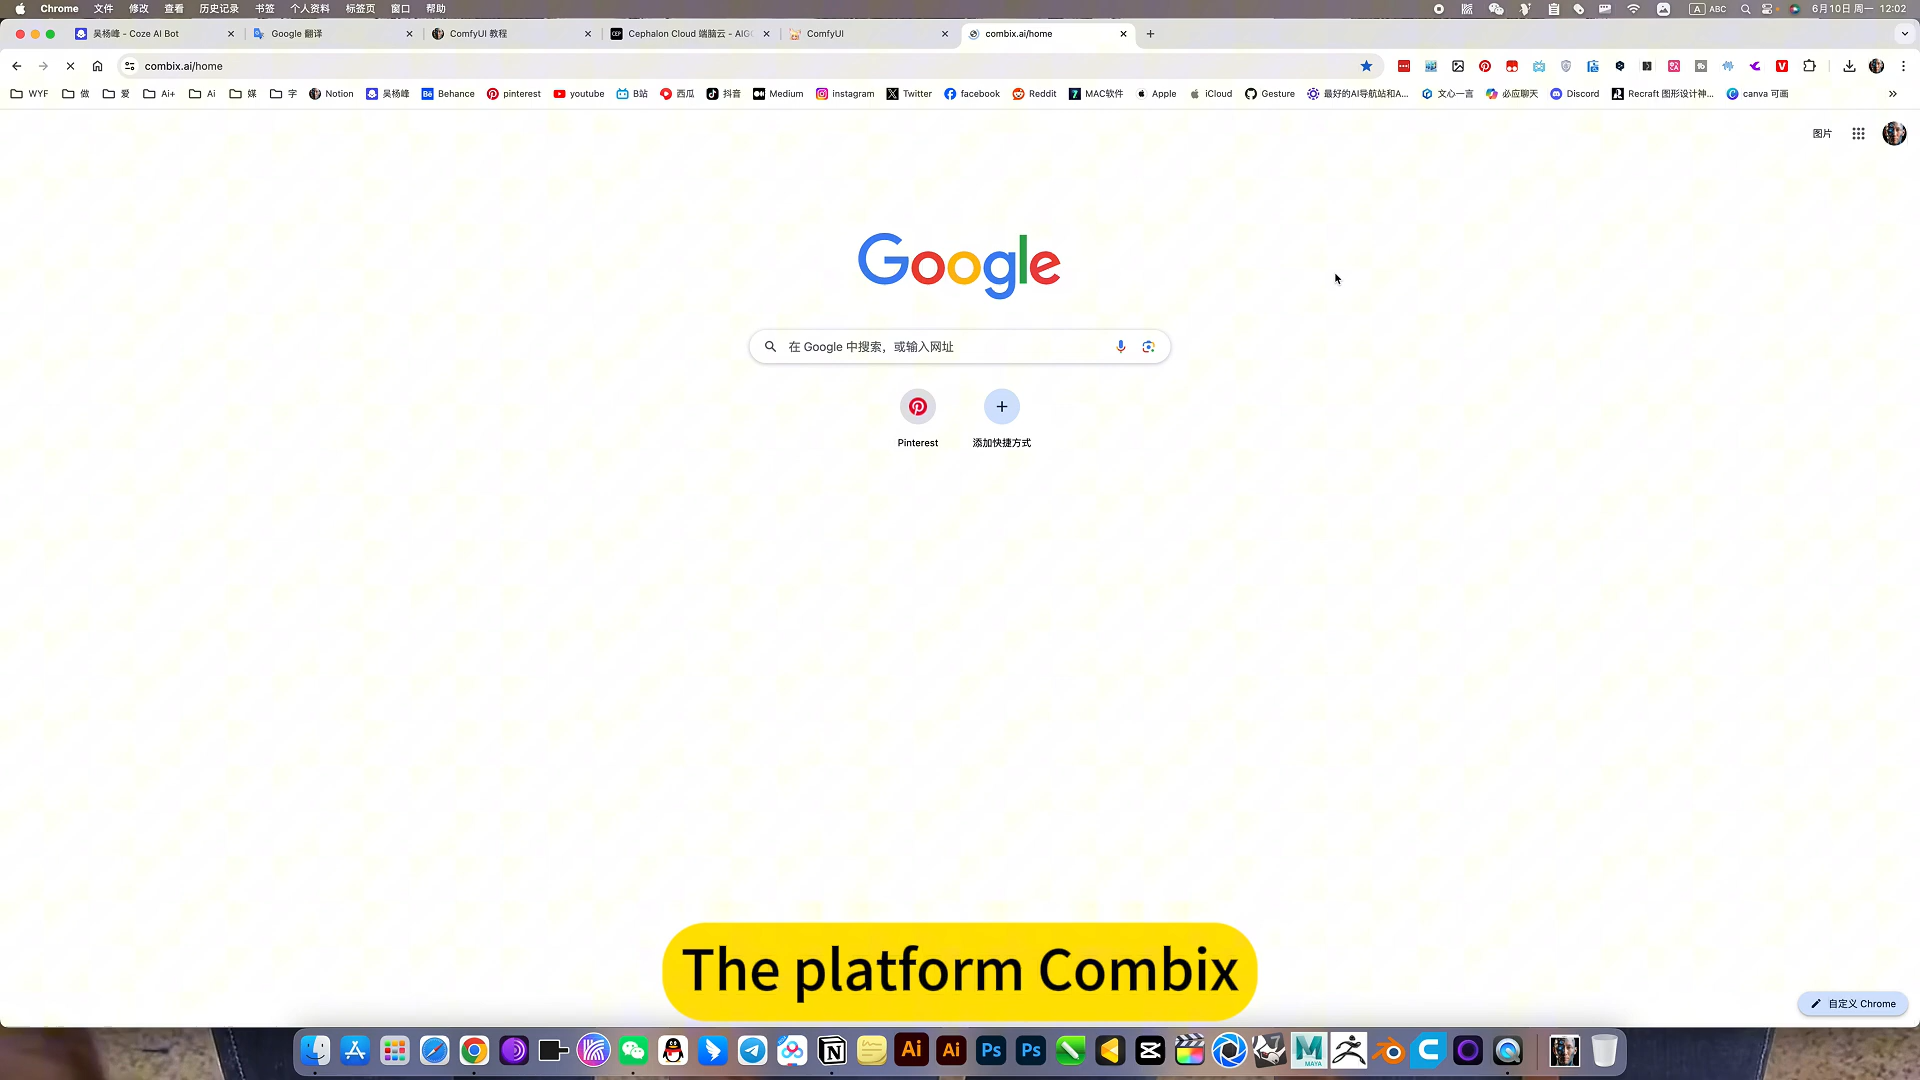 Chrome 文件 修改 查看 历史记录 书签 个人资料 标签页 窗口 帮助
A ABC 6月10日 周一 12:02
吴杨峰 - Coze AI Bot
Google 翻译
ComfyUI 教程
Cephalon Cloud 端脑云 - AIG
ComfyUI
combix.ai/home
combix.ai/home
WYF 做 爱 Ai+ Ai 媒 字 Notion 吴杨峰 Behance pinterest youtube B站 西瓜 抖音 Medium instagram Twitter facebook Reddit MAC软件 Apple iCloud Gesture 最好的AI导航站和A... 文心一言 必应聊天 Discord Recraft 图形设计神... canva 可画
图片
Google
在 Google 中搜索，或输入网址
Pinterest 添加快捷方式
The platform Combix
自定义 Chrome
Ai Ai Ps Ps MAYA